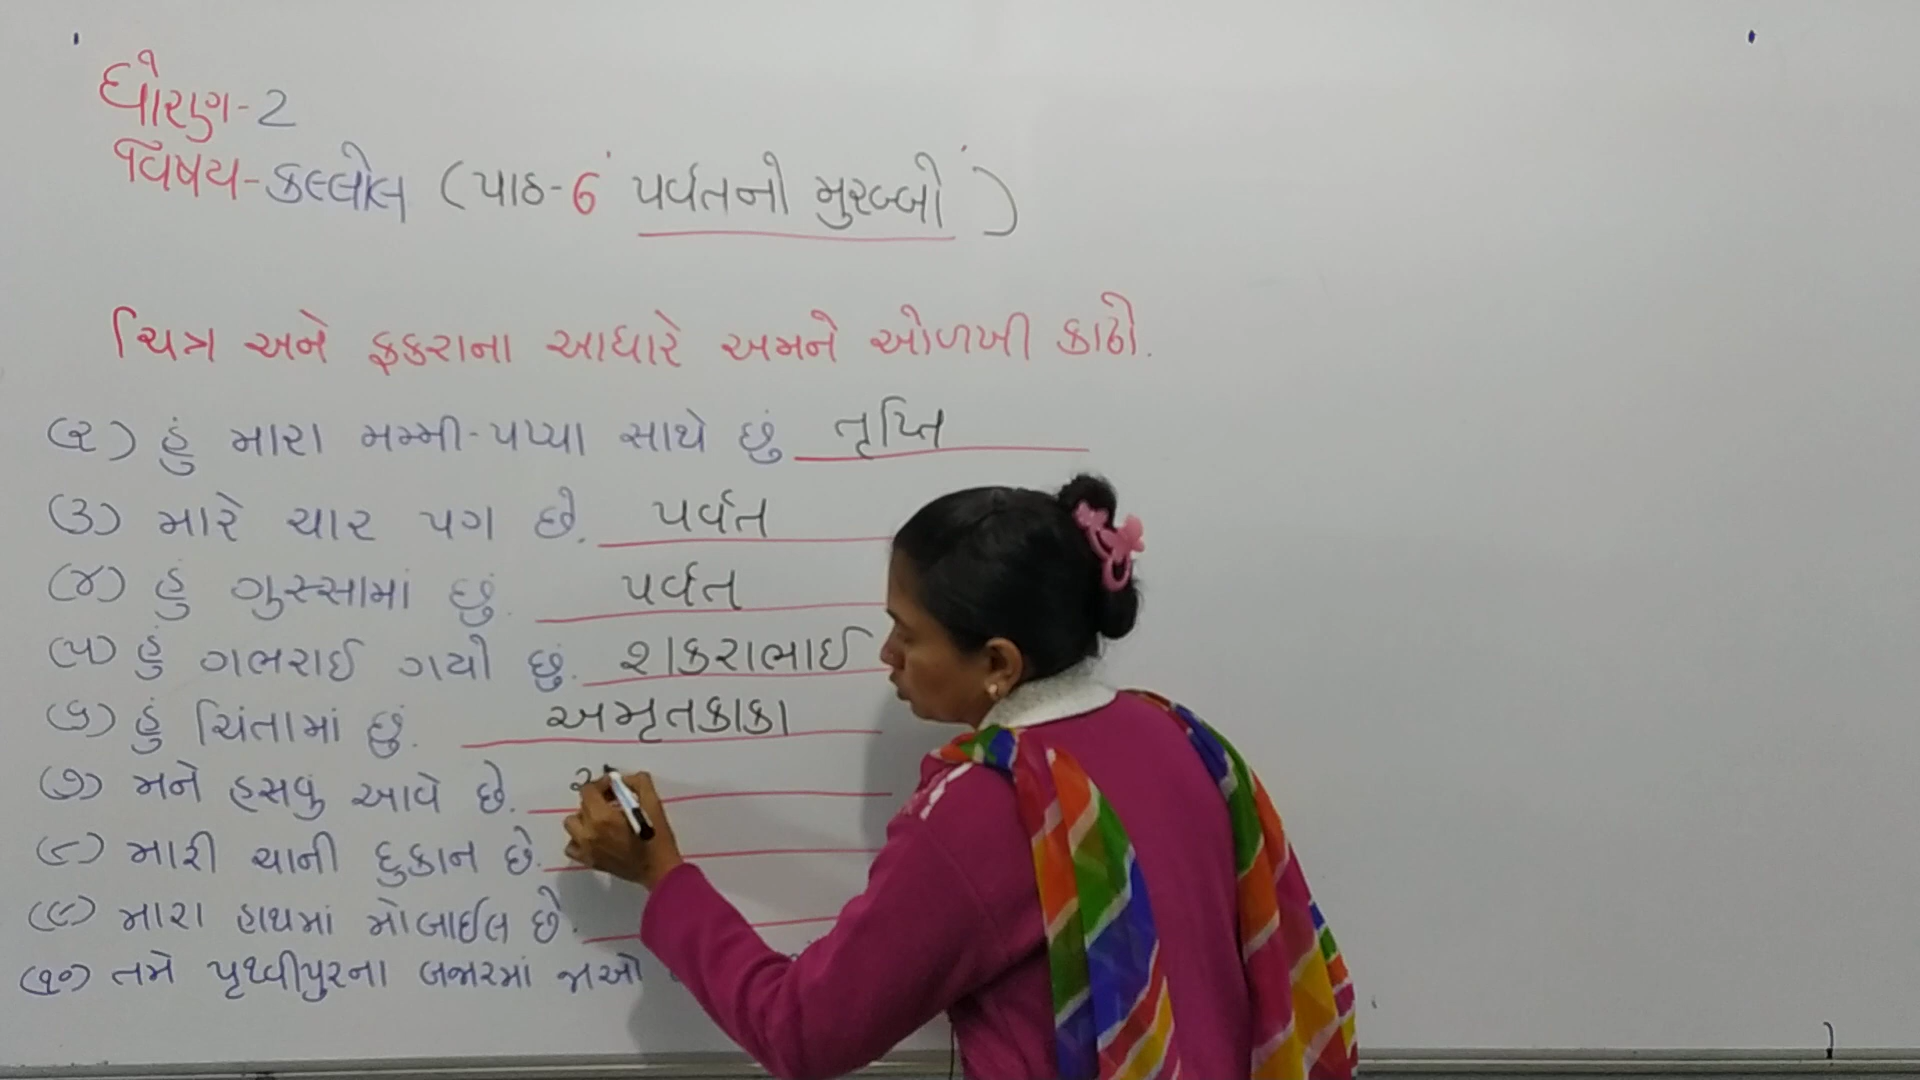 ધોરણ-2
વિષય-કલ્લોલ (પાઠ-6 પર્વતનો મુરબ્બો)
ચિત્ર અને ફકરાના આધારે અમને ઓળખી કાઢો.
(૨) હું મારા મમ્મી-પપ્પા સાથે છું તૃપ્તિ
(૩) મારે ચાર પગ છે. પર્વત
(૪) હું ગુસ્સામાં છું. પર્વત
(૫) હું ગભરાઈ ગયો છું. શકરાભાઈ
(૬) હું ચિંતામાં છું. અમૃતકાકા
(૭) મને હસવું આવે છે.
(૮) મારી ચાની દુકાન છે.
(૯) મારા હાથમાં મોબાઈલ છે.
(૧૦) તમે પૃથ્વીપુરના બજારમાં જાઓ